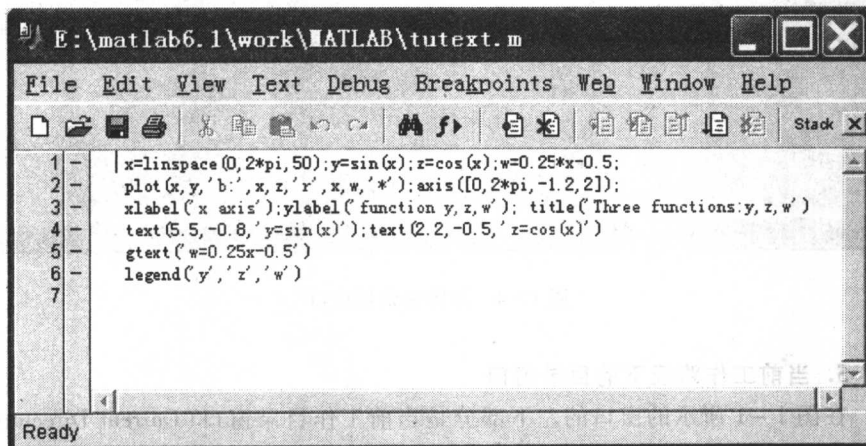 E:\matlab6.1\work\MATLAB\tutext.m
File Edit View Text Debug Breakpoints Web Window Help
Stack
1 - x=linspace(0,2*pi,50);y=sin(x);z=cos(x);w=0.25*x-0.5;
2 - plot(x,y,'b:',x,z,'r',x,w,'*');axis([0,2*pi,-1.2,2]);
3 - xlabel('x axis');ylabel('function y,z,w'); title('Three functions:y,z,w')
4 - text(5.5,-0.8,'y=sin(x)');text(2.2,-0.5,'z=cos(x)')
5 - gtext('w=0.25x-0.5')
6 - legend('y','z','w')
7
Ready